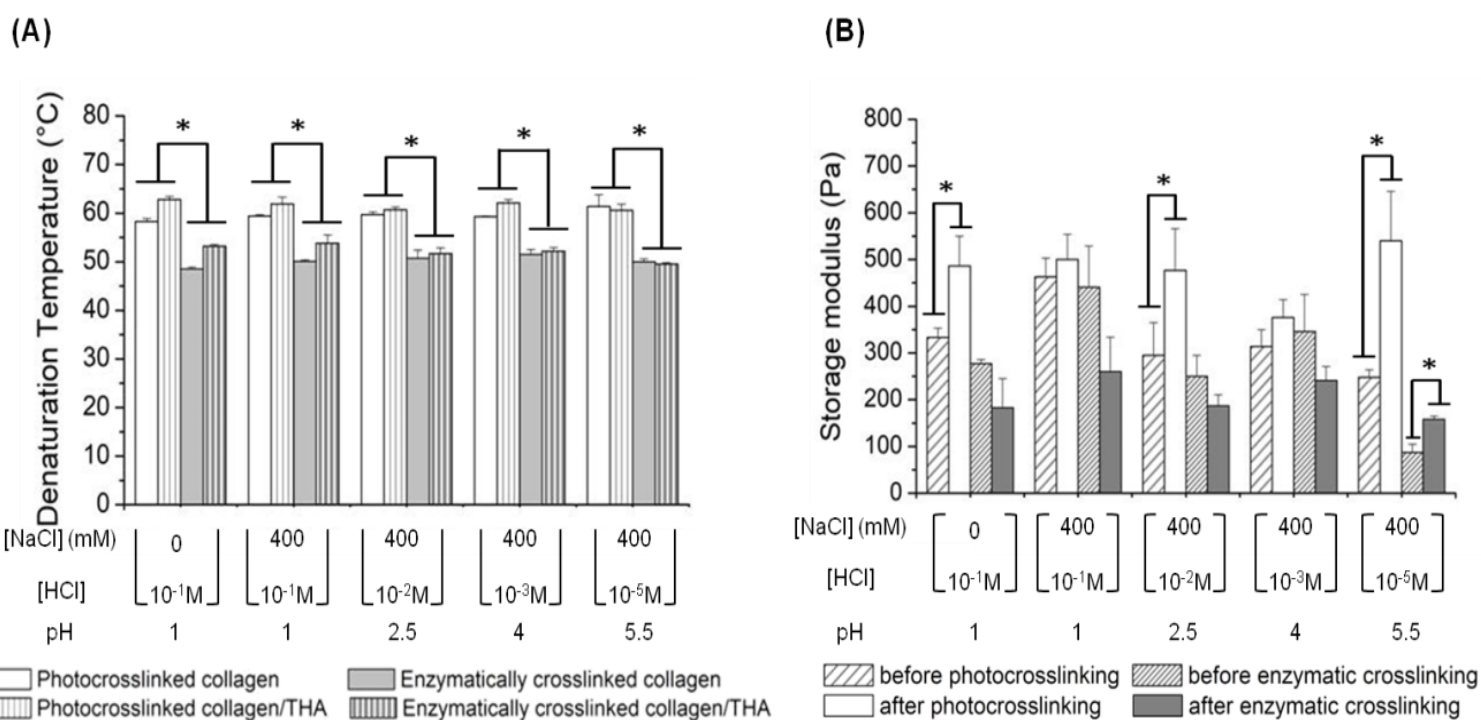 (A)
Denaturation Temperature (°C)
80
70
60
50
40
30
20
10
0
* * * * *
[NaCl] (mM) 0 400 400 400 400
[HCl] 10⁻¹M 10⁻¹M 10⁻²M 10⁻³M 10⁻⁵M
pH 1 1 2.5 4 5.5
Photocrosslinked collagen Enzymatically crosslinked collagen
Photocrosslinked collagen/THA Enzymatically crosslinked collagen/THA
(B)
Storage modulus (Pa)
800
700
600
500
400
300
200
100
0
* * * *
[NaCl] (mM) 0 400 400 400 400
[HCl] 10⁻¹M 10⁻¹M 10⁻²M 10⁻³M 10⁻⁵M
pH 1 1 2.5 4 5.5
before photocrosslinking before enzymatic crosslinking
after photocrosslinking after enzymatic crosslinking